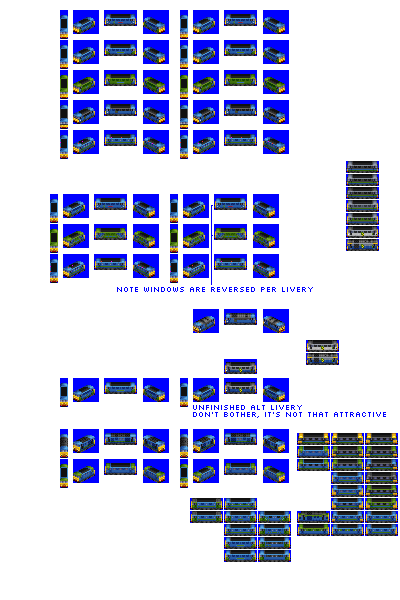 NOTE WINDOWS ARE REVERSED PER LIVERY
UNFINISHED ALT LIVERY
DON'T BOTHER, IT'S NOT THAT ATTRACTIVE